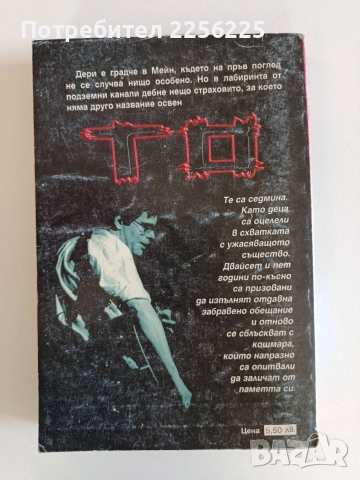 Потребител 2256225
Дери е градче в Мейн, където на пръв поглед
не се случва нищо особено. Но в лабиринта от
подземни канали дебне нещо страховито, за което
няма друго название освен
ТО
Те са седмина.
Като деца
са оцелели
в схватката
с ужасяващото
същество.
Двайсет и пет
години по-късно
са призовани
да изпълнят отдавна
забравено обещание
и отново
се сблъскват с
кошмара,
който напразно
са опитвали
да заличат от
паметта си.
Цена 5,50 лв.
BAZAR